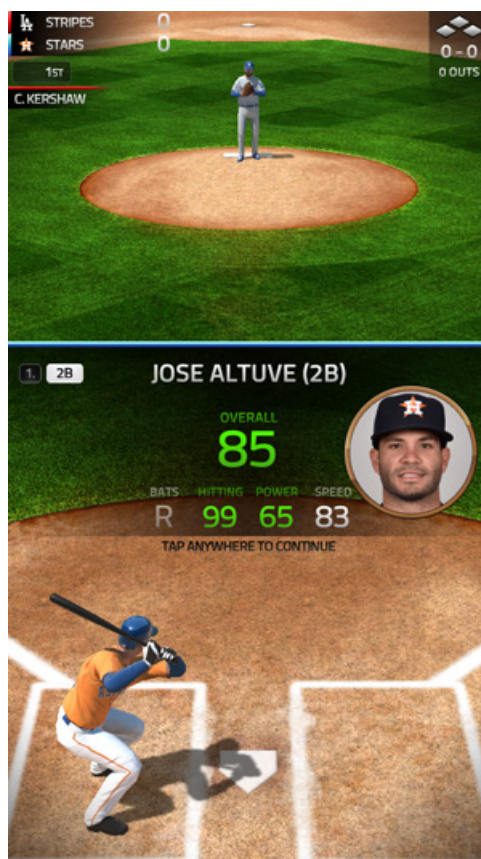 LA STRIPES 0
STARS 0
1ST
C. KERSHAW
0 - 0
0 OUTS
1. 2B
JOSE ALTUVE (2B)
H
OVERALL
85
BATS HITTING POWER SPEED
R 99 65 83
TAP ANYWHERE TO CONTINUE